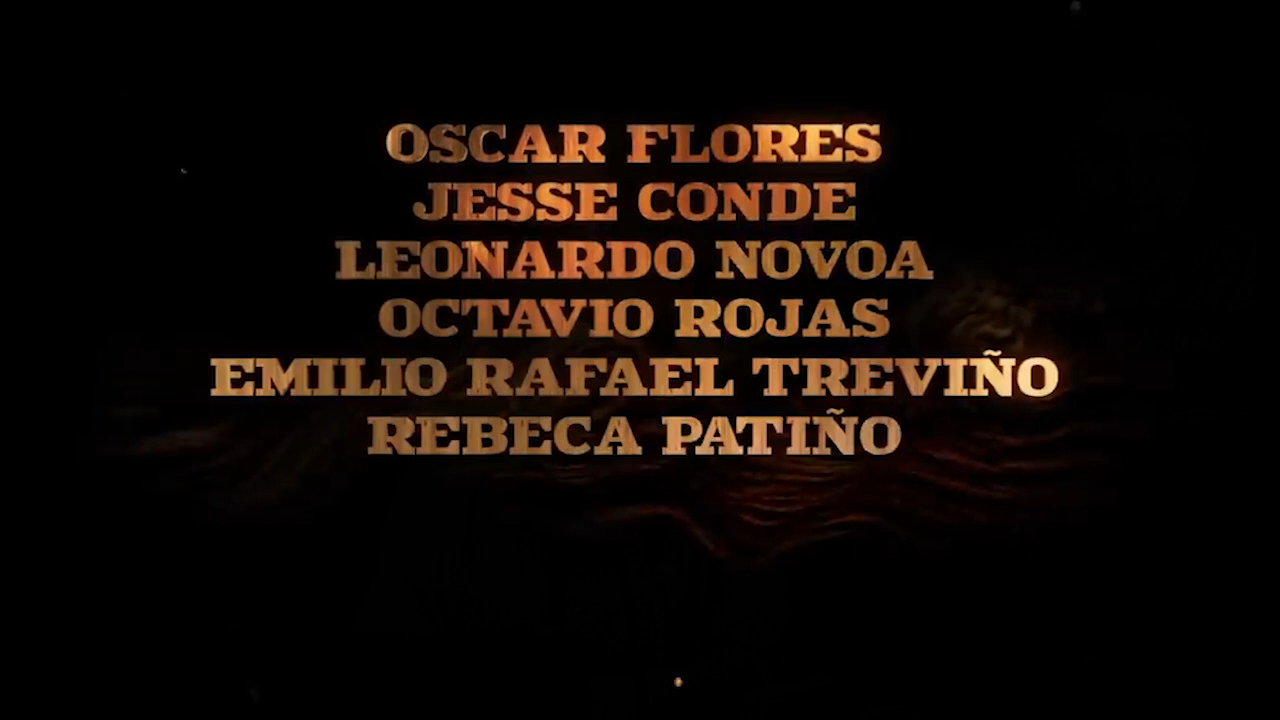 OSCAR FLORES
JESSE CONDE
LEONARDO NOVOA
OCTAVIO ROJAS
EMILIO RAFAEL TREVIÑO
REBECA PATIÑO